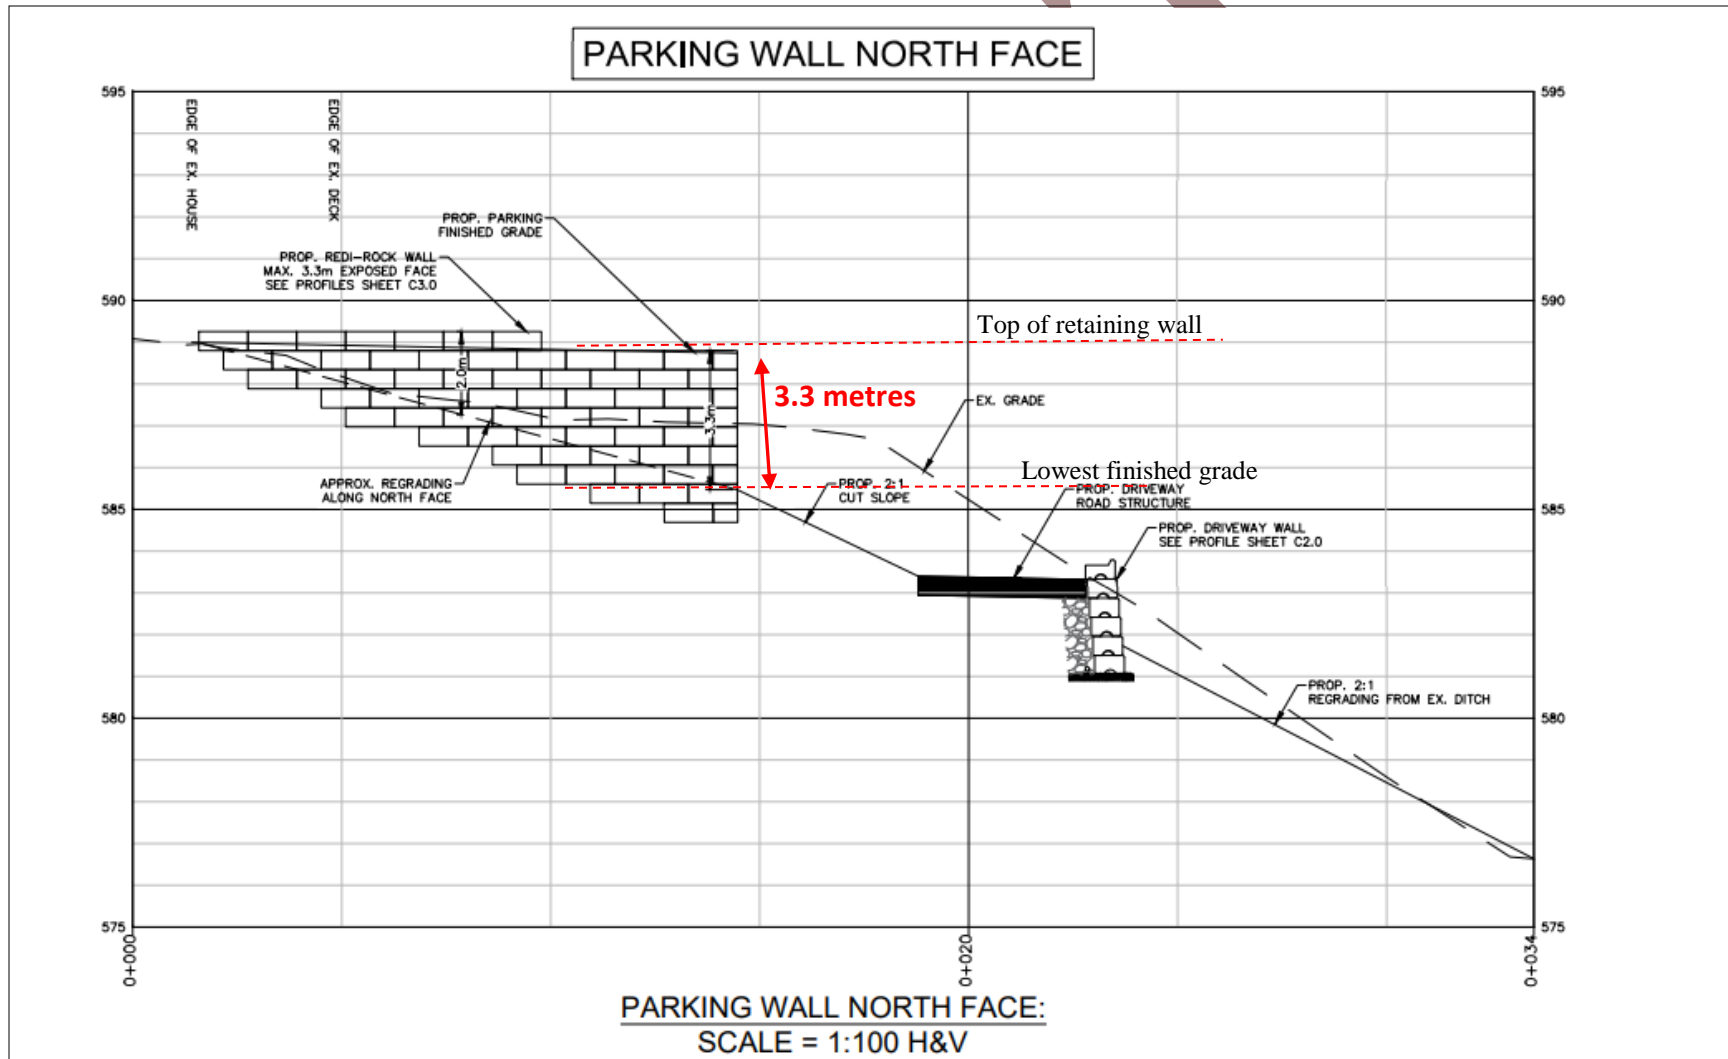 PARKING WALL NORTH FACE
595
595
EDGE OF EX. HOUSE
EDGE OF EX. DECK
PROP. PARKING
FINISHED GRADE
PROP. REDI-ROCK WALL
MAX. 3.3m EXPOSED FACE
SEE PROFILES SHEET C3.0
590
590
Top of retaining wall
2.0m
3.3m
3.3 metres
EX. GRADE
Lowest finished grade
APPROX. REGRADING
ALONG NORTH FACE
PROP. 2:1
CUT SLOPE
PROP. DRIVEWAY
ROAD STRUCTURE
585
585
PROP. DRIVEWAY WALL
SEE PROFILE SHEET C2.0
PROP. 2:1
REGRADING FROM EX. DITCH
580
580
575
575
0+000
0+020
0+034
PARKING WALL NORTH FACE:
SCALE = 1:100 H&V